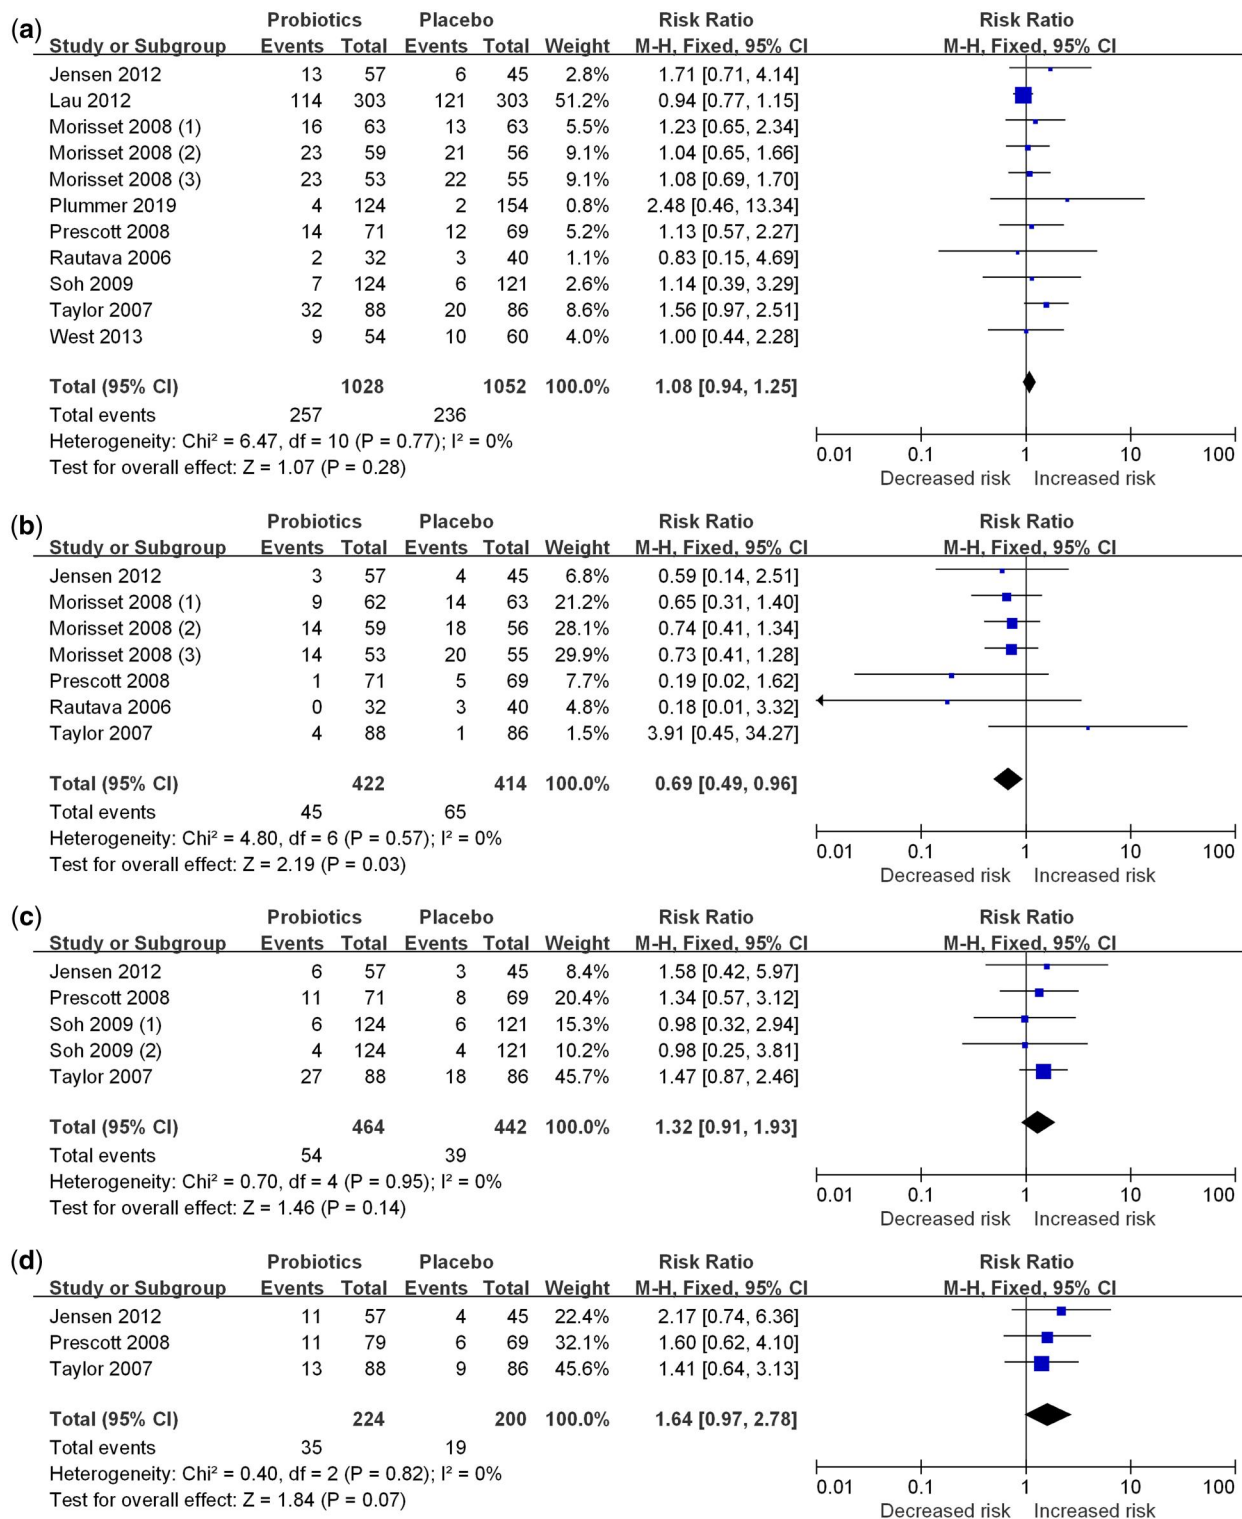 (a) Probiotics Placebo Risk Ratio Risk Ratio
Study or Subgroup Events Total Events Total Weight M-H, Fixed, 95% CI M-H, Fixed, 95% CI
Jensen 2012 13 57 6 45 2.8% 1.71 [0.71, 4.14]
Lau 2012 114 303 121 303 51.2% 0.94 [0.77, 1.15]
Morisset 2008 (1) 16 63 13 63 5.5% 1.23 [0.65, 2.34]
Morisset 2008 (2) 23 59 21 56 9.1% 1.04 [0.65, 1.66]
Morisset 2008 (3) 23 53 22 55 9.1% 1.08 [0.69, 1.70]
Plummer 2019 4 124 2 154 0.8% 2.48 [0.46, 13.34]
Prescott 2008 14 71 12 69 5.2% 1.13 [0.57, 2.27]
Rautava 2006 2 32 3 40 1.1% 0.83 [0.15, 4.69]
Soh 2009 7 124 6 121 2.6% 1.14 [0.39, 3.29]
Taylor 2007 32 88 20 86 8.6% 1.56 [0.97, 2.51]
West 2013 9 54 10 60 4.0% 1.00 [0.44, 2.28]
Total (95% CI) 1028 1052 100.0% 1.08 [0.94, 1.25]
Total events 257 236
Heterogeneity: Chi² = 6.47, df = 10 (P = 0.77); I² = 0%
Test for overall effect: Z = 1.07 (P = 0.28)
0.01 0.1 1 10 100
Decreased risk Increased risk
(b) Probiotics Placebo Risk Ratio Risk Ratio
Study or Subgroup Events Total Events Total Weight M-H, Fixed, 95% CI M-H, Fixed, 95% CI
Jensen 2012 3 57 4 45 6.8% 0.59 [0.14, 2.51]
Morisset 2008 (1) 9 62 14 63 21.2% 0.65 [0.31, 1.40]
Morisset 2008 (2) 14 59 18 56 28.1% 0.74 [0.41, 1.34]
Morisset 2008 (3) 14 53 20 55 29.9% 0.73 [0.41, 1.28]
Prescott 2008 1 71 5 69 7.7% 0.19 [0.02, 1.62]
Rautava 2006 0 32 3 40 4.8% 0.18 [0.01, 3.32]
Taylor 2007 4 88 1 86 1.5% 3.91 [0.45, 34.27]
Total (95% CI) 422 414 100.0% 0.69 [0.49, 0.96]
Total events 45 65
Heterogeneity: Chi² = 4.80, df = 6 (P = 0.57); I² = 0%
Test for overall effect: Z = 2.19 (P = 0.03)
0.01 0.1 1 10 100
Decreased risk Increased risk
(c) Probiotics Placebo Risk Ratio Risk Ratio
Study or Subgroup Events Total Events Total Weight M-H, Fixed, 95% CI M-H, Fixed, 95% CI
Jensen 2012 6 57 3 45 8.4% 1.58 [0.42, 5.97]
Prescott 2008 11 71 8 69 20.4% 1.34 [0.57, 3.12]
Soh 2009 (1) 6 124 6 121 15.3% 0.98 [0.32, 2.94]
Soh 2009 (2) 4 124 4 121 10.2% 0.98 [0.25, 3.81]
Taylor 2007 27 88 18 86 45.7% 1.47 [0.87, 2.46]
Total (95% CI) 464 442 100.0% 1.32 [0.91, 1.93]
Total events 54 39
Heterogeneity: Chi² = 0.70, df = 4 (P = 0.95); I² = 0%
Test for overall effect: Z = 1.46 (P = 0.14)
0.01 0.1 1 10 100
Decreased risk Increased risk
(d) Probiotics Placebo Risk Ratio Risk Ratio
Study or Subgroup Events Total Events Total Weight M-H, Fixed, 95% CI M-H, Fixed, 95% CI
Jensen 2012 11 57 4 45 22.4% 2.17 [0.74, 6.36]
Prescott 2008 11 79 6 69 32.1% 1.60 [0.62, 4.10]
Taylor 2007 13 88 9 86 45.6% 1.41 [0.64, 3.13]
Total (95% CI) 224 200 100.0% 1.64 [0.97, 2.78]
Total events 35 19
Heterogeneity: Chi² = 0.40, df = 2 (P = 0.82); I² = 0%
Test for overall effect: Z = 1.84 (P = 0.07)
0.01 0.1 1 10 100
Decreased risk Increased risk